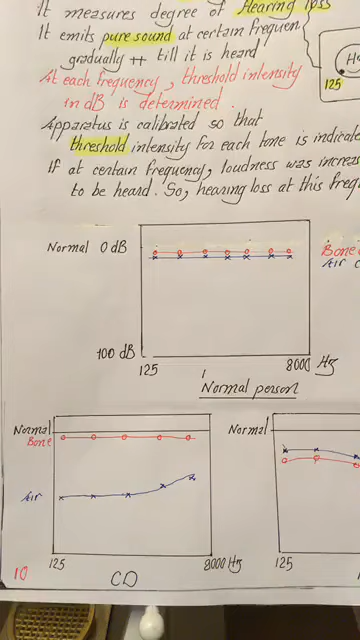 It measures degree of Hearing loss
It emits pure sound at certain frequen
gradually ++ till it is heard
At each frequency, threshold intensity
in dB is determined.
Apparatus is calibrated so that
threshold intensity for each tone is indicate
If at certain frequency, loudness was increas
to be heard. So, hearing loss at this frequ
125
Normal 0 dB
Bone
Air c
100 dB
125
8000 Hz
Normal person
Normal
Bone
Air
125
8000 Hz
CD
10
Normal
125